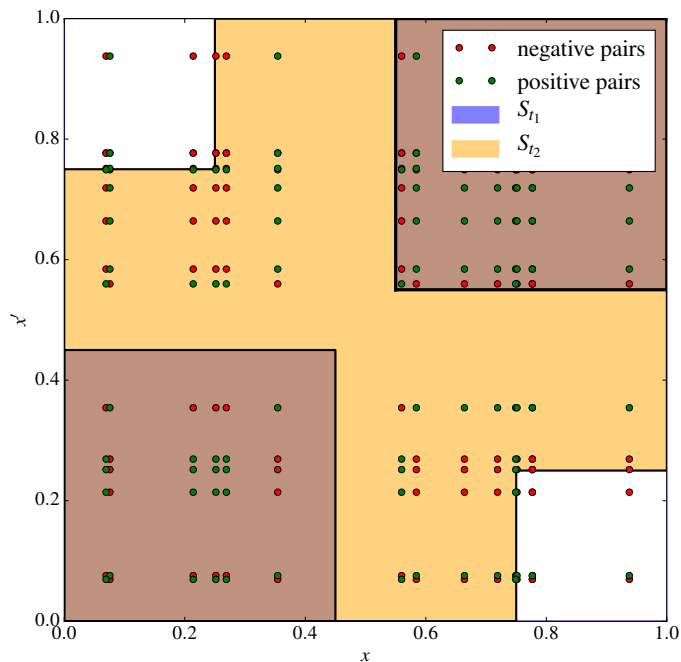 1.0
0.8
0.6
0.4
0.2
0.0
x′
negative pairs
positive pairs
S_{t_1}
S_{t_2}
0.0 0.2 0.4 0.6 0.8 1.0
x